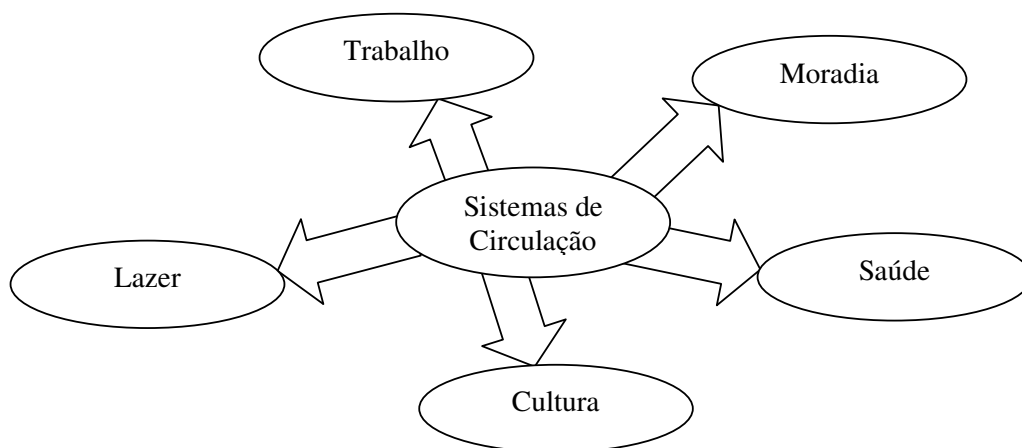 Trabalho
Moradia
Sistemas de
Circulação
Lazer
Saúde
Cultura